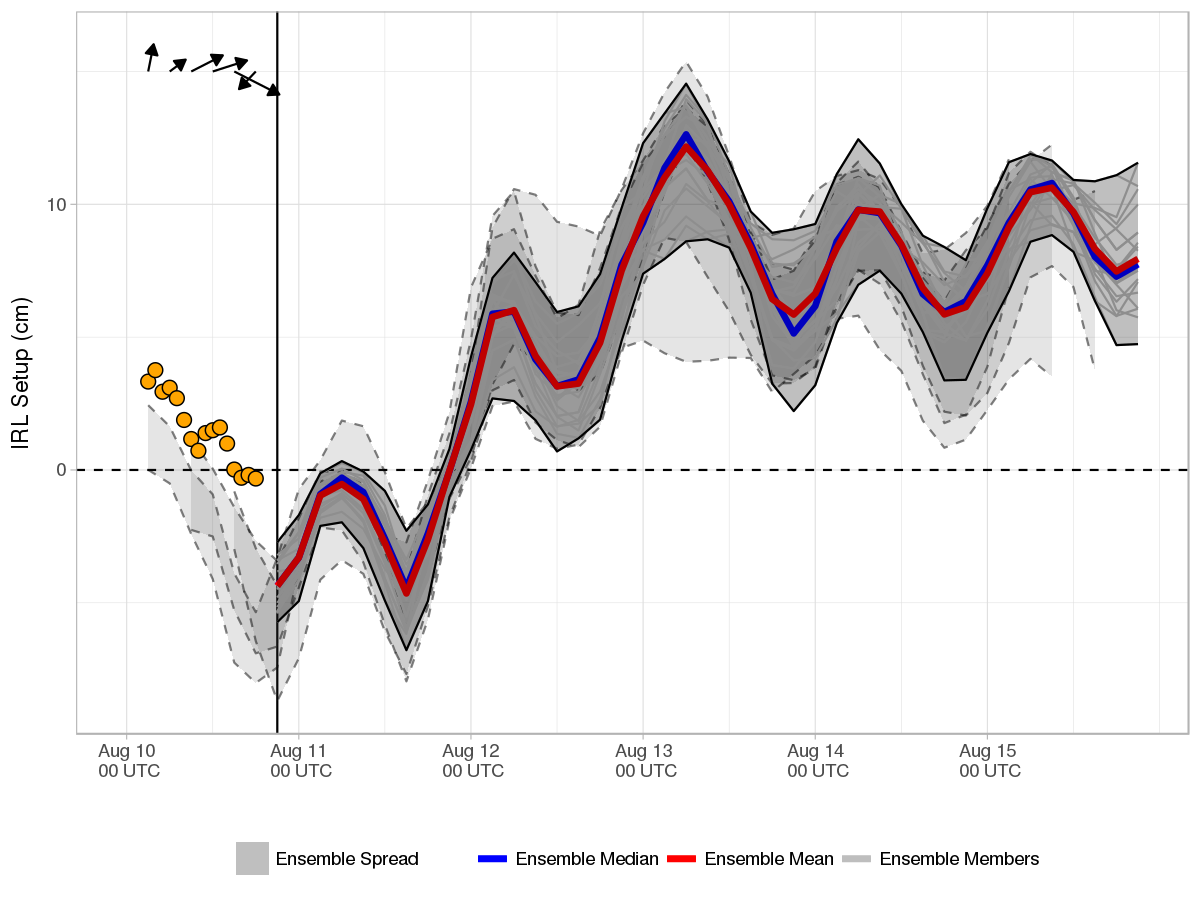 IRL Setup (cm)
10
0
Aug 10 Aug 11 Aug 12 Aug 13 Aug 14 Aug 15
00 UTC 00 UTC 00 UTC 00 UTC 00 UTC 00 UTC
Ensemble Spread Ensemble Median Ensemble Mean Ensemble Members